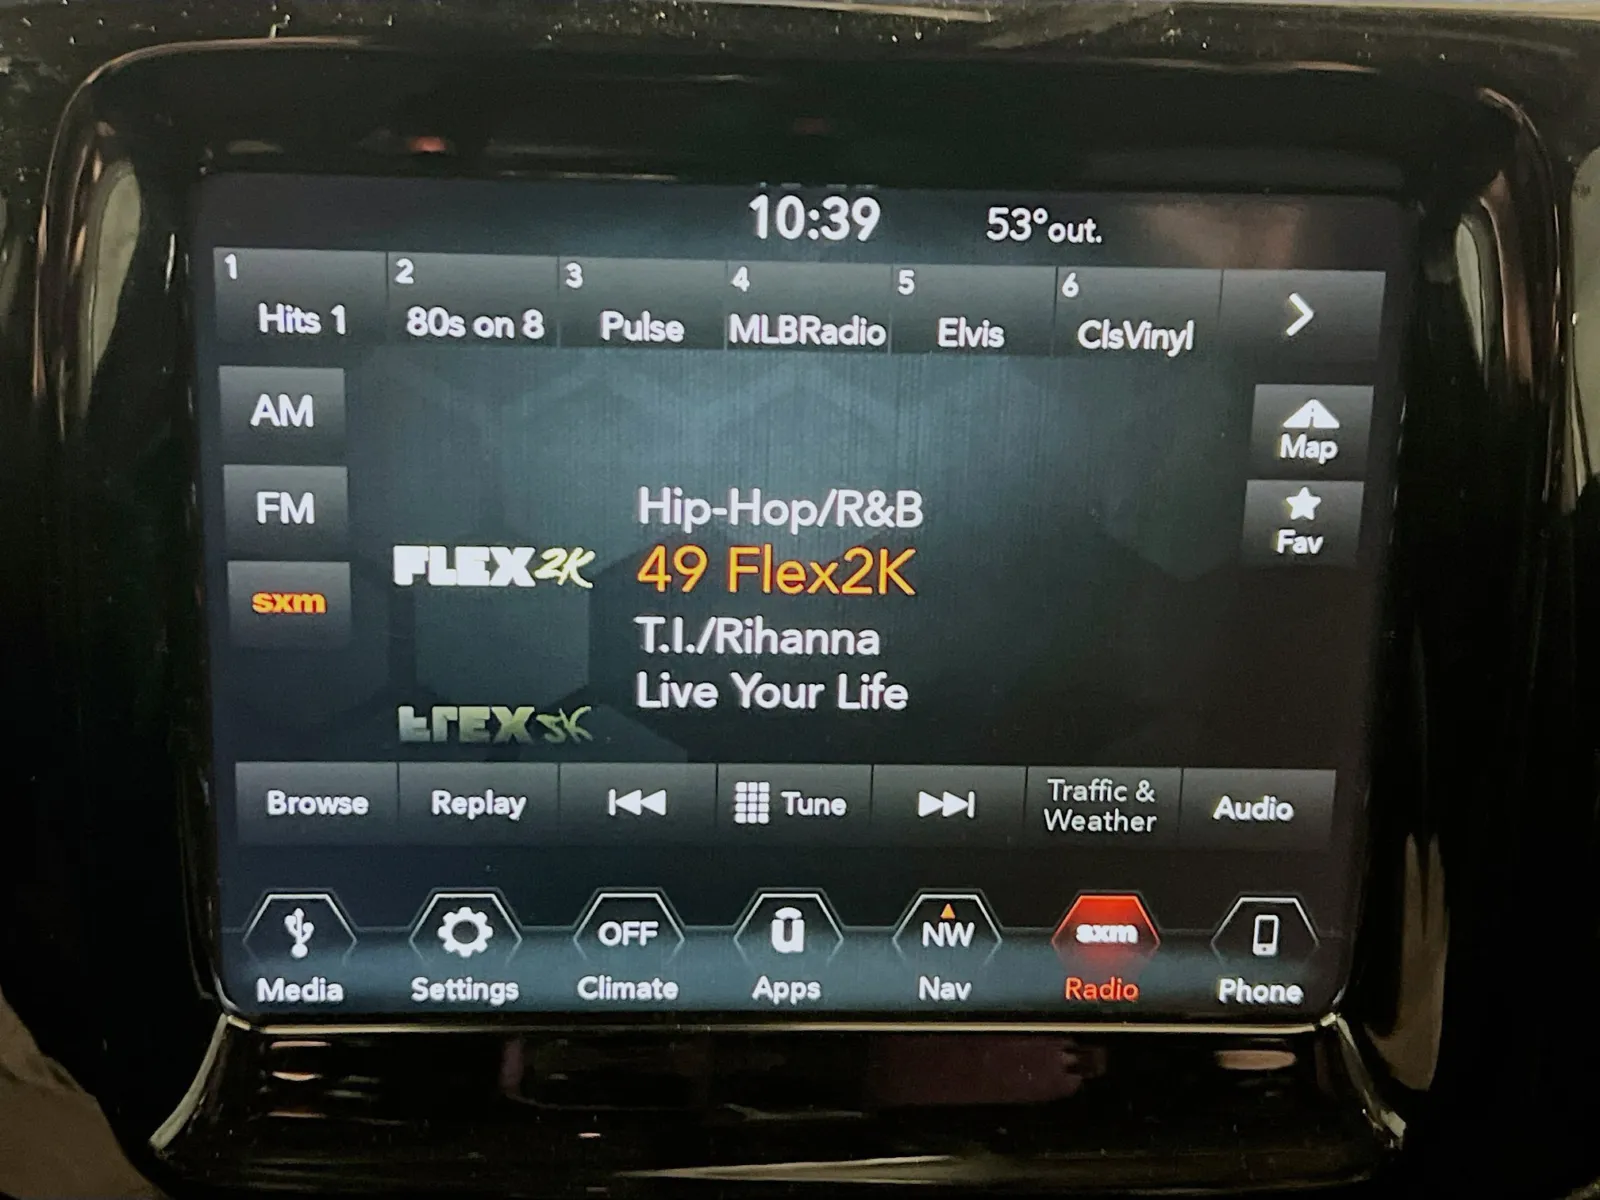 10:39 53°out.
1 2 3 4 5 6
Hits 1 80s on 8 Pulse MLBRadio Elvis ClsVinyl
AM
Map
FM
Fav
sxm
Hip-Hop/R&B
FLEX2K
49 Flex2K
T.I./Rihanna
Live Your Life
FLEX2K
Browse Replay Tune Traffic & Weather Audio
OFF NW sxm
Media Settings Climate Apps Nav Radio Phone